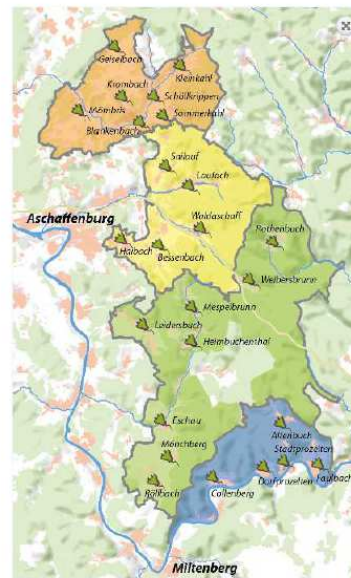 Geiselbach
Kleinkahl
Krombach
Schöllkrippen
Mömbris
Sommerkahl
Blankenbach
Sailauf
Laufach
Aschaffenburg
Waldaschaff
Rothenbuch
Haibach
Bessenbach
Weibersbrunn
Mespelbrunn
Leidersbach
Heimbuchenthal
Eschau
Altenbuch
Mönchberg
Stadtprozelten
Faulbach
Röllbach
Collenberg
Dorfprozelten
Miltenberg